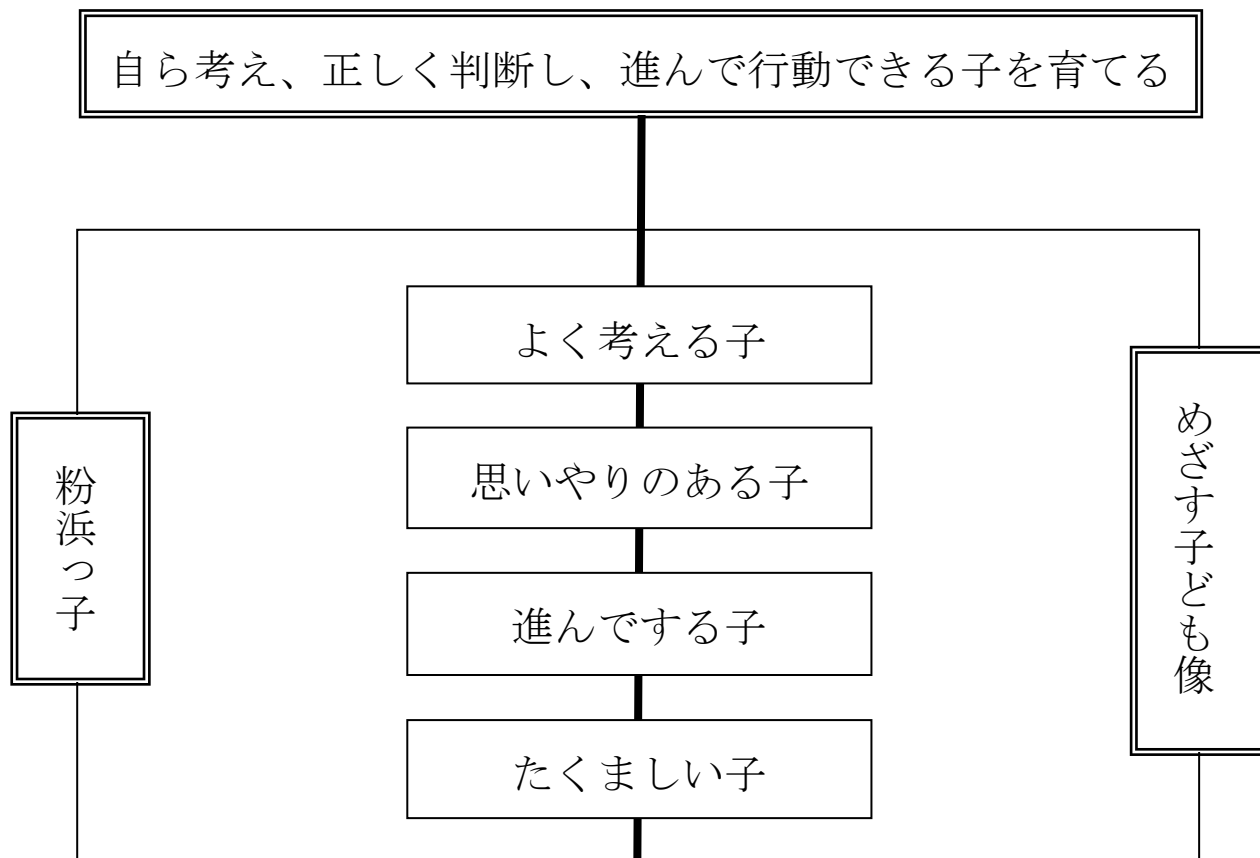 自ら考え、正しく判断し、進んで行動できる子を育てる
よく考える子
思いやりのある子
進んでする子
たくましい子
めざす子ども像
粉浜っ子